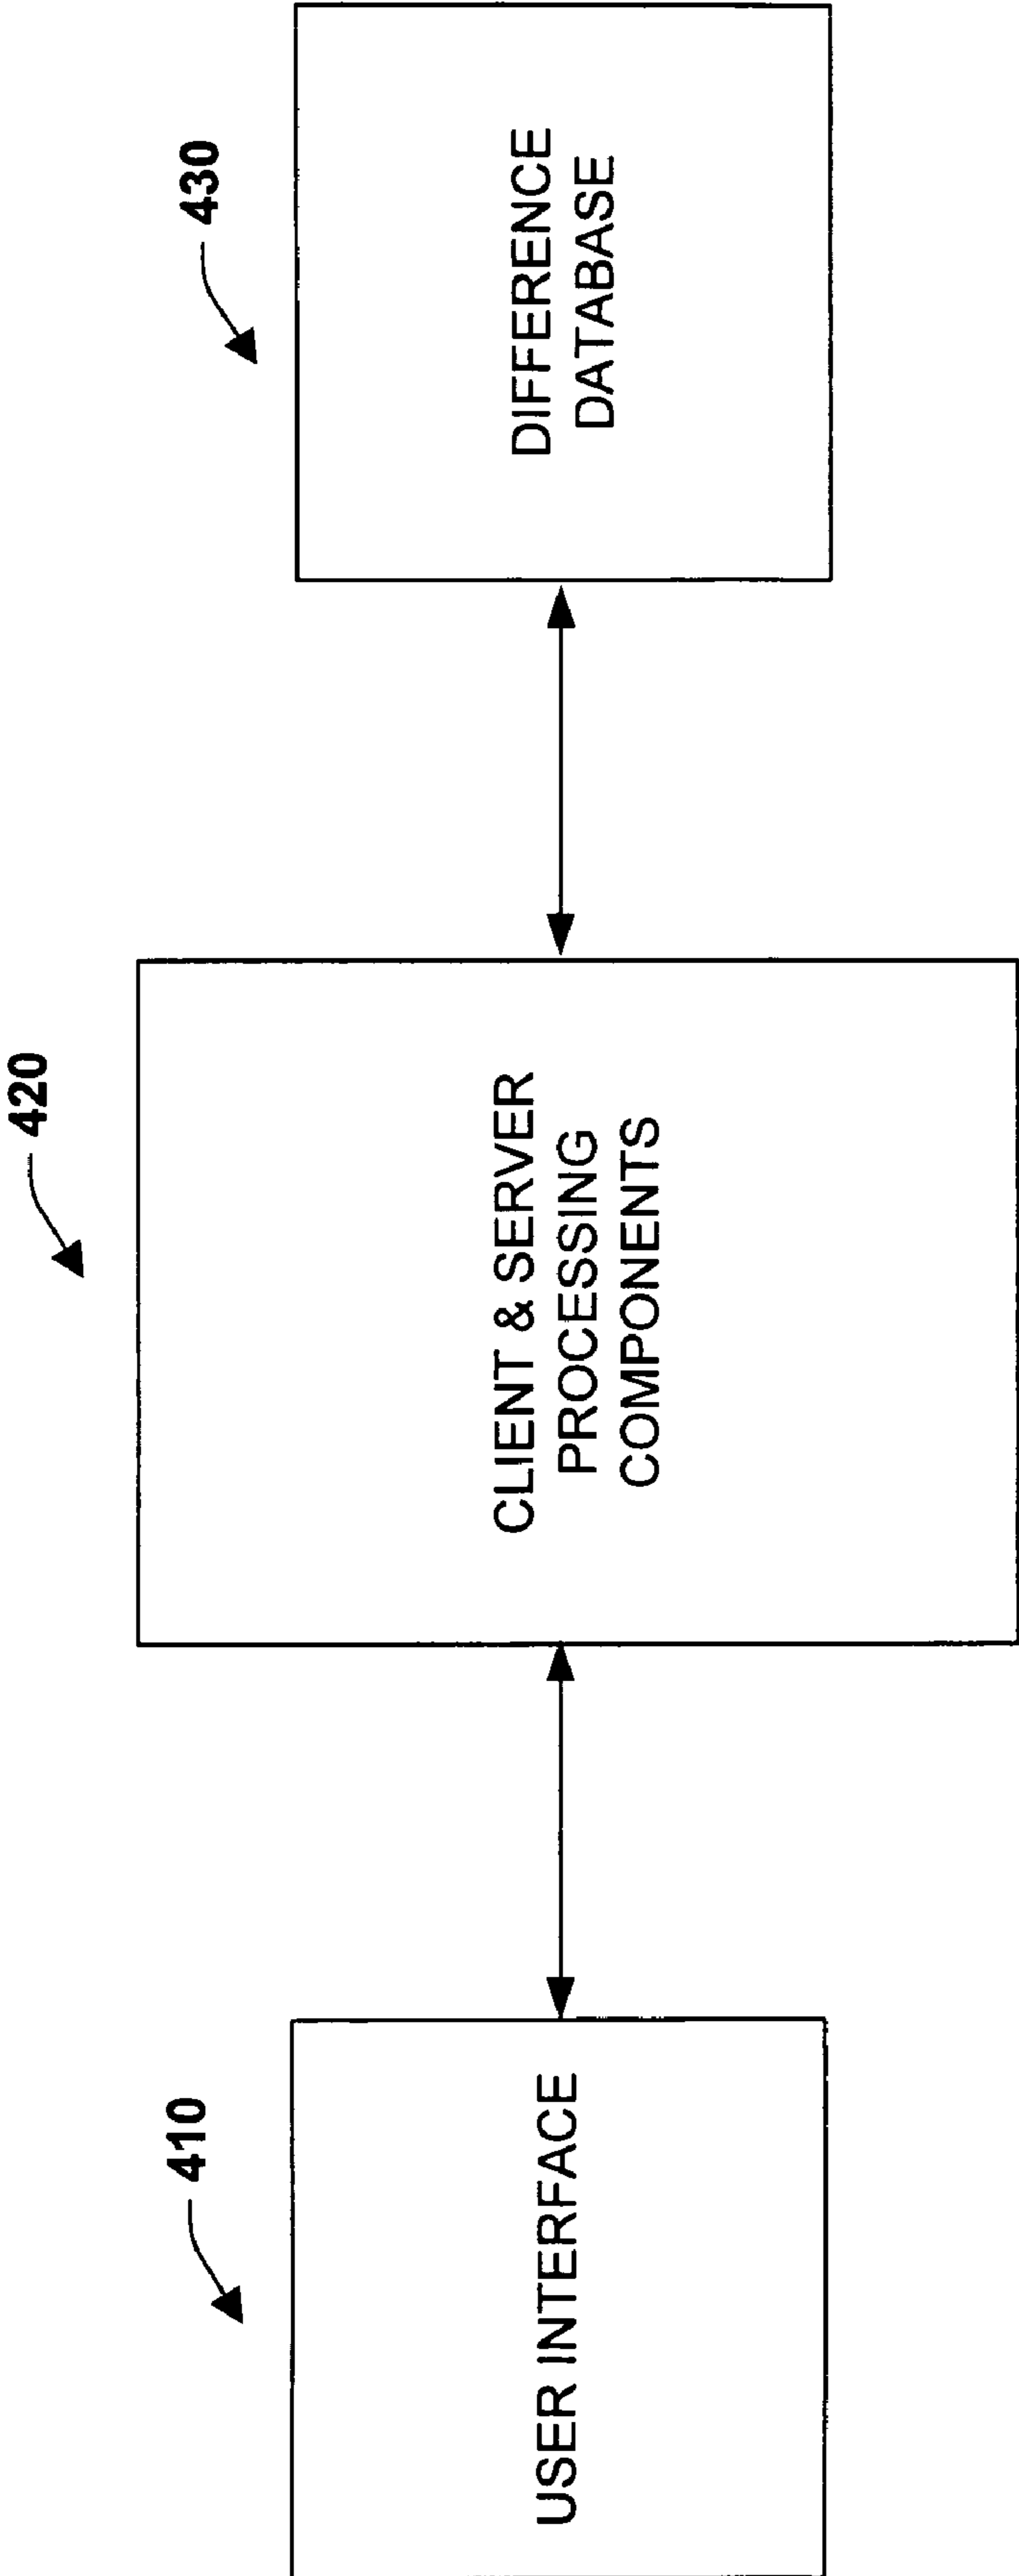 410
USER INTERFACE
420
CLIENT & SERVER
PROCESSING
COMPONENTS
430
DIFFERENCE
DATABASE